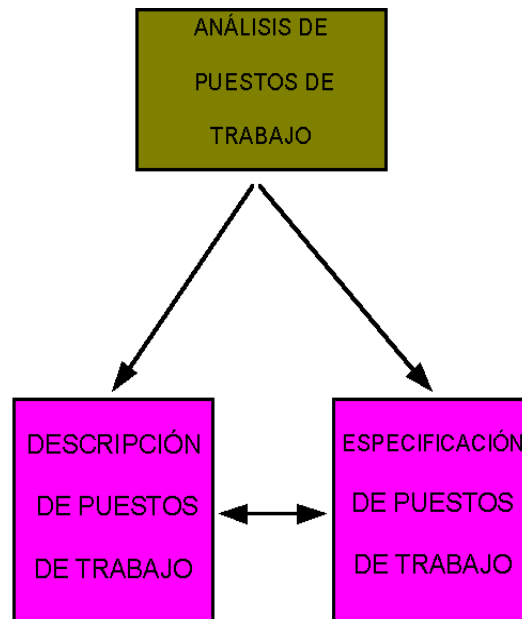 ANÁLISIS DE
PUESTOS DE
TRABAJO
DESCRIPCIÓN
DE PUESTOS
DE TRABAJO
ESPECIFICACIÓN
DE PUESTOS
DE TRABAJO